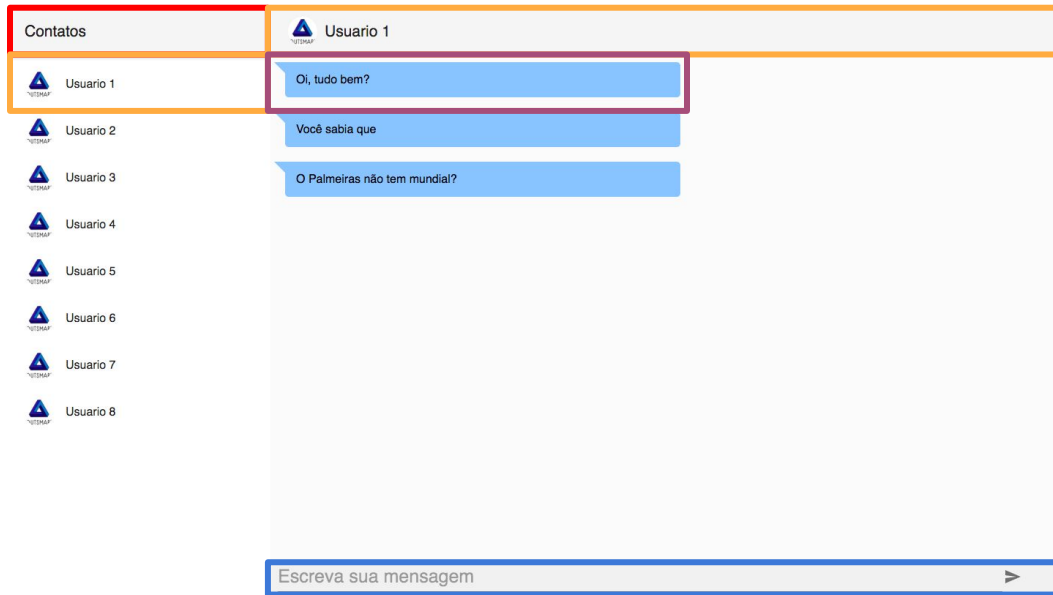 Contatos
Usuario 1
Usuario 1
Usuario 2
Usuario 3
Usuario 4
Usuario 5
Usuario 6
Usuario 7
Usuario 8
Oi, tudo bem?
Você sabia que
O Palmeiras não tem mundial?
Escreva sua mensagem